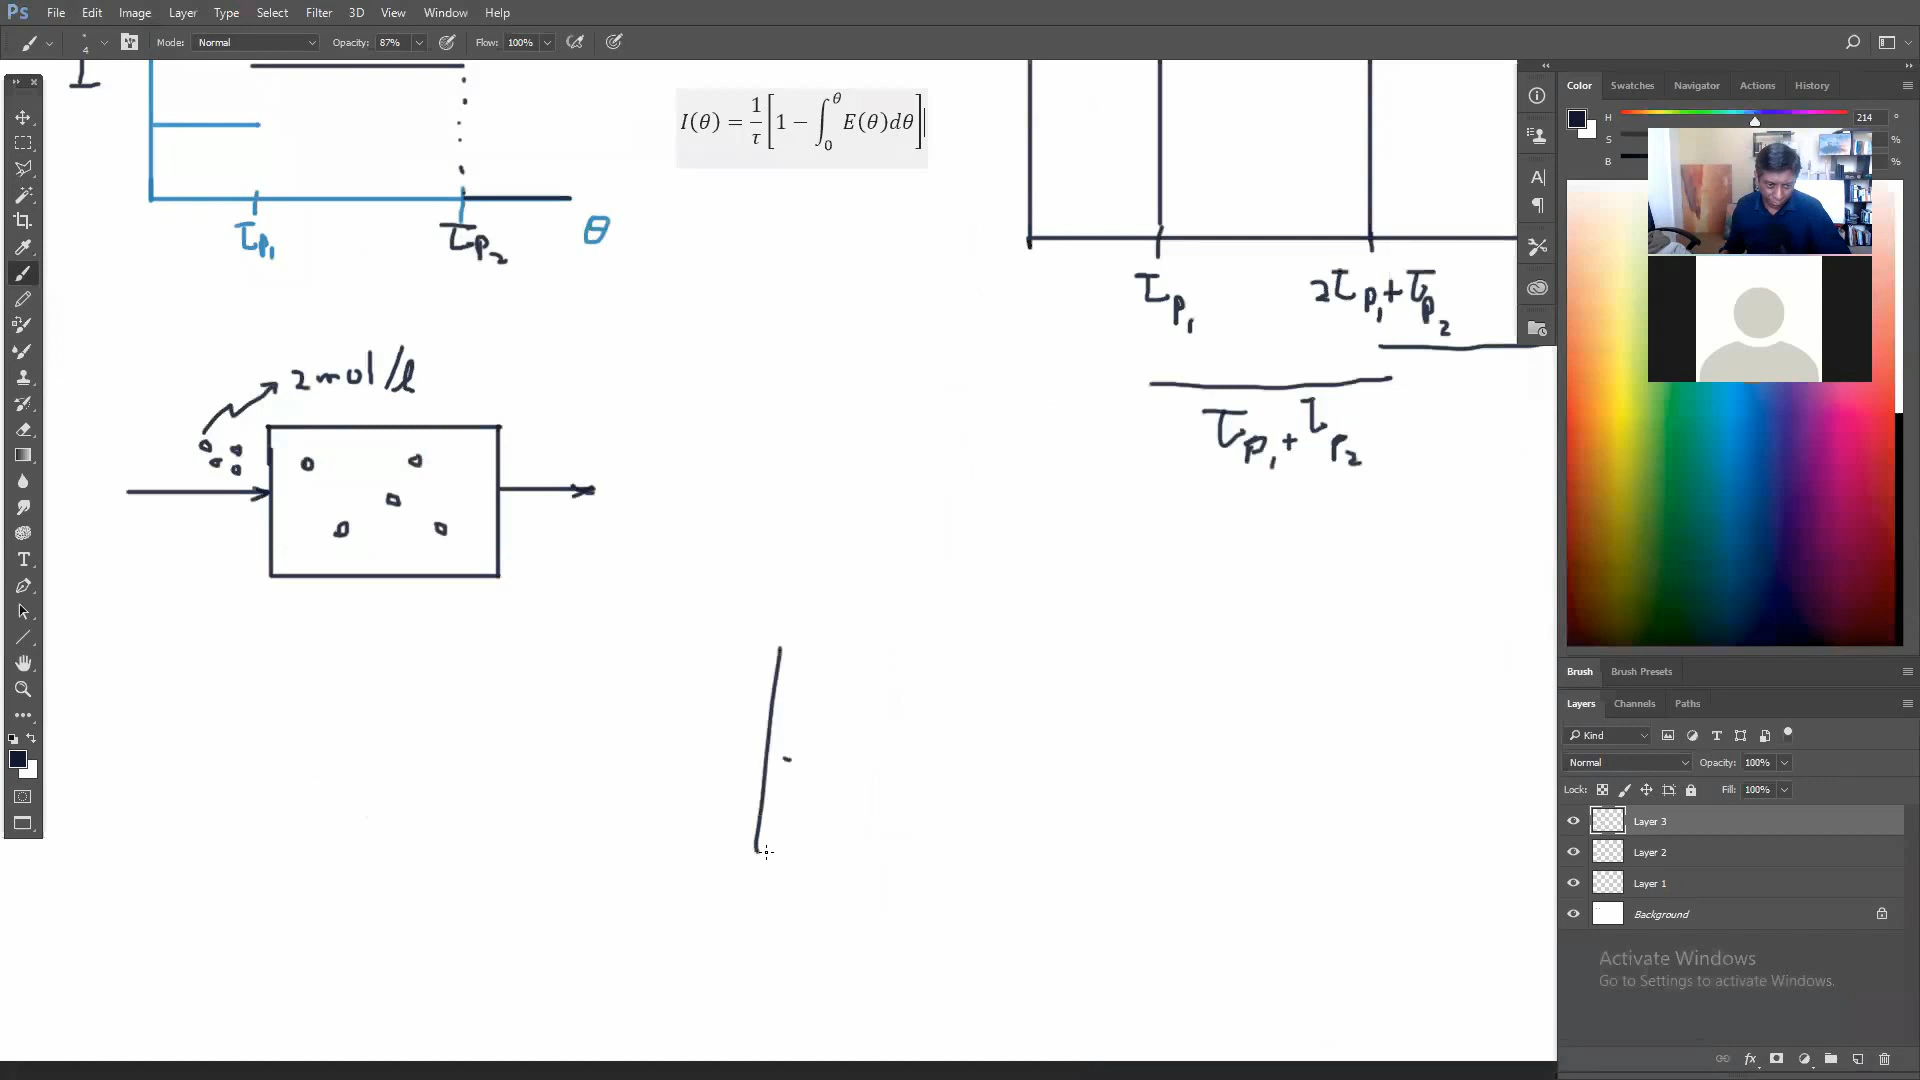 Ps File Edit Image Layer Type Select Filter 3D View Window Help
4 Mode: Normal Opacity: 87% Flow: 100%
I
I(θ) = 1/τ [1 − ∫₀^θ E(θ)dθ]
τp₁ τp₂ θ
τp₁ 2τp₁+τp₂
τp₁+τp₂
2 mol/l
Color Swatches Navigator Actions History
H 214 °
S %
B %
Brush Brush Presets
Layers Channels Paths
Kind
Normal Opacity: 100%
Lock: Fill: 100%
Layer 3
Layer 2
Layer 1
Background
Activate Windows
Go to Settings to activate Windows.